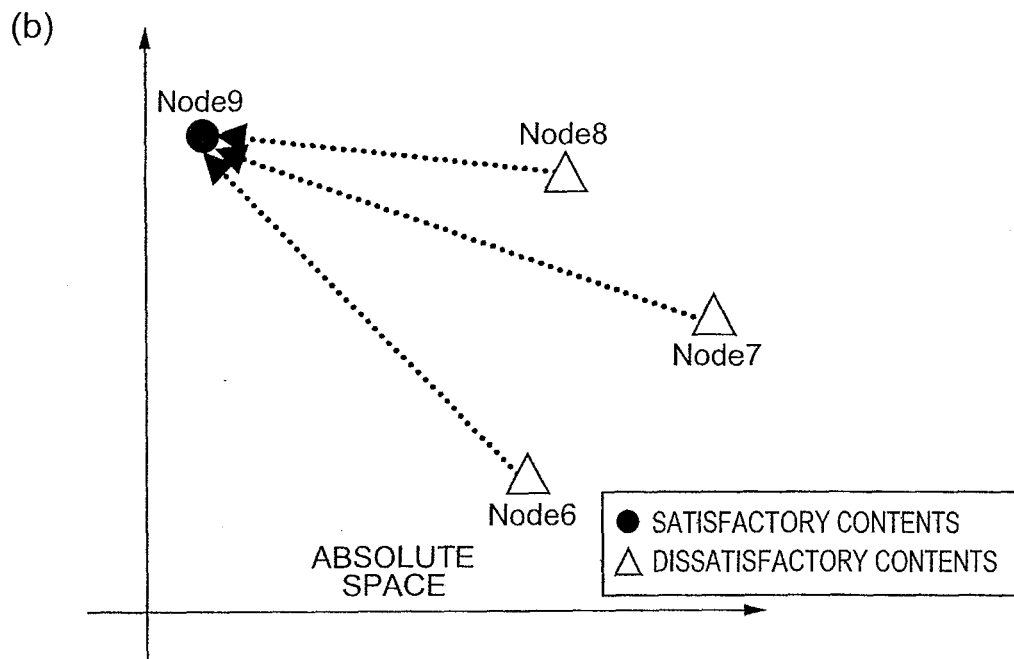 (b)
Node9
Node8
Node7
Node6
ABSOLUTE
SPACE
SATISFACTORY CONTENTS
DISSATISFACTORY CONTENTS